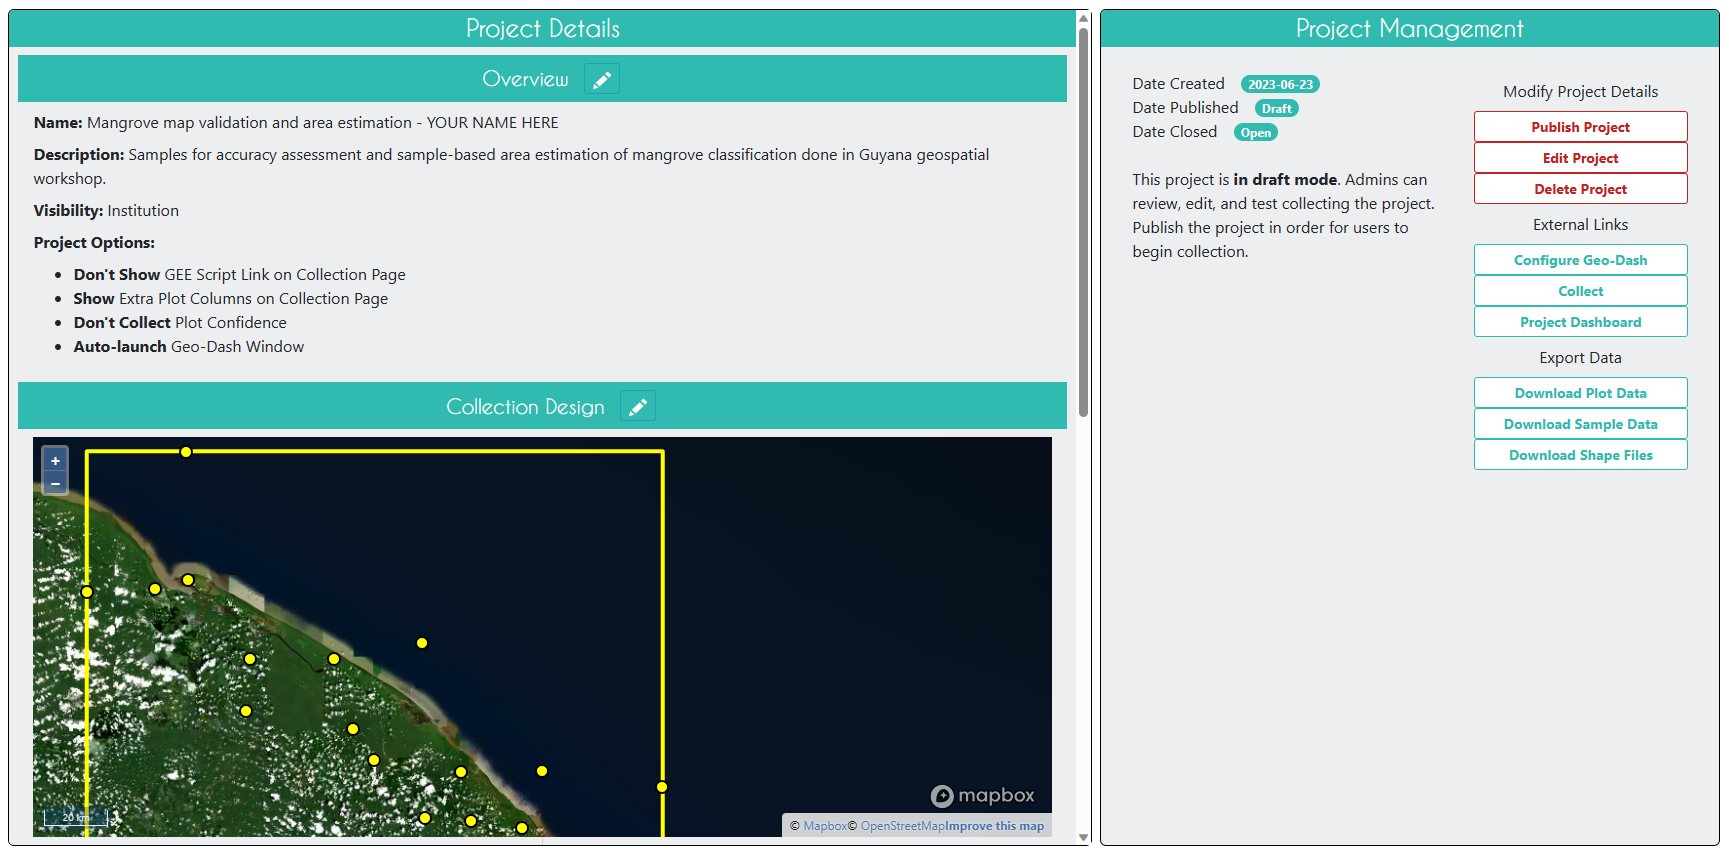 Project Details
Overview
Name: Mangrove map validation and area estimation - YOUR NAME HERE
Description: Samples for accuracy assessment and sample-based area estimation of mangrove classification done in Guyana geospatial
workshop.
Visibility: Institution
Project Options:
Don't Show GEE Script Link on Collection Page
Show Extra Plot Columns on Collection Page
Don't Collect Plot Confidence
Auto-launch Geo-Dash Window
Collection Design
+
–
20 km
mapbox
© Mapbox© OpenStreetMapImprove this map
Project Management
Date Created 2023-06-23
Date Published Draft
Date Closed Open
This project is in draft mode. Admins can
review, edit, and test collecting the project.
Publish the project in order for users to
begin collection.
Modify Project Details
Publish Project
Edit Project
Delete Project
External Links
Configure Geo-Dash
Collect
Project Dashboard
Export Data
Download Plot Data
Download Sample Data
Download Shape Files